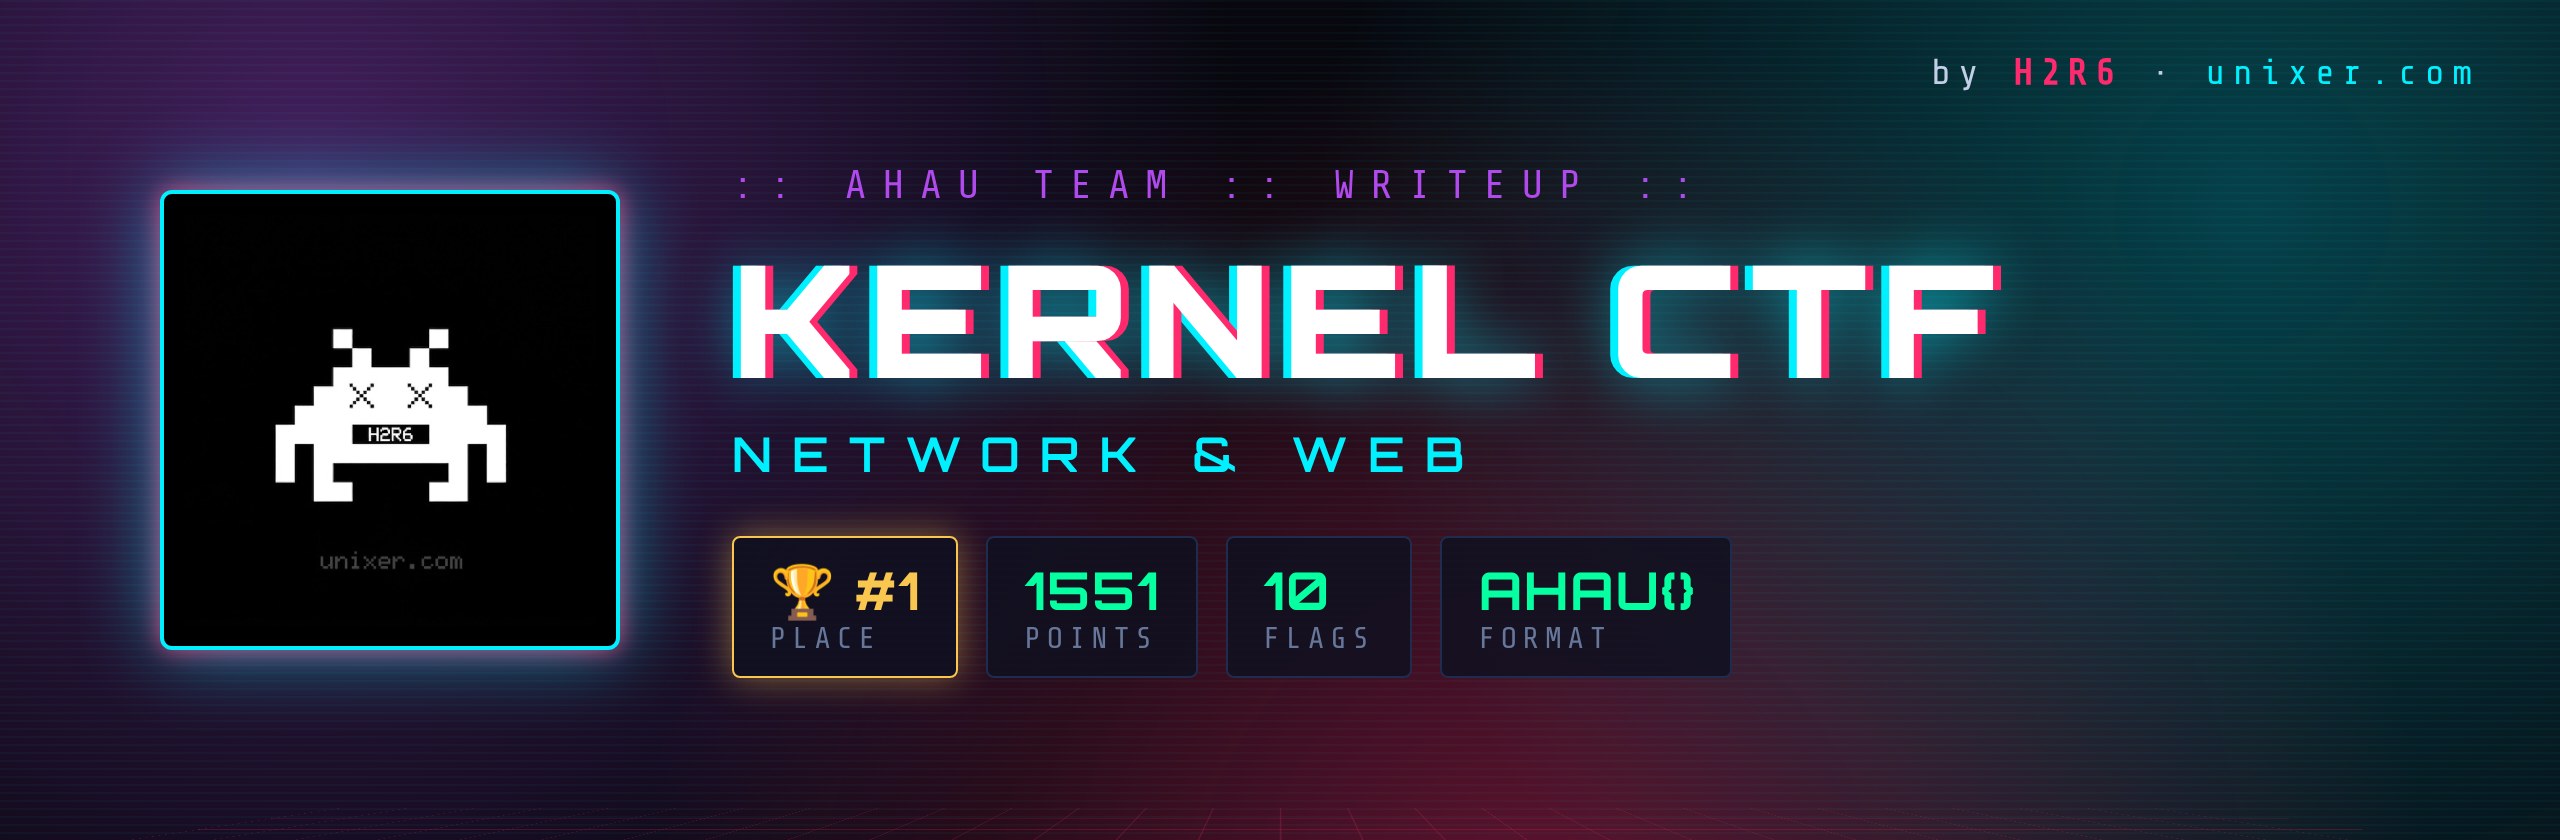 by H2R6 · unixer.com
:: AHAU TEAM :: WRITEUP ::
KERNEL CTF
NETWORK & WEB
H2R6
unixer.com
🏆 #1
PLACE
1551
POINTS
10
FLAGS
AHAU{}
FORMAT